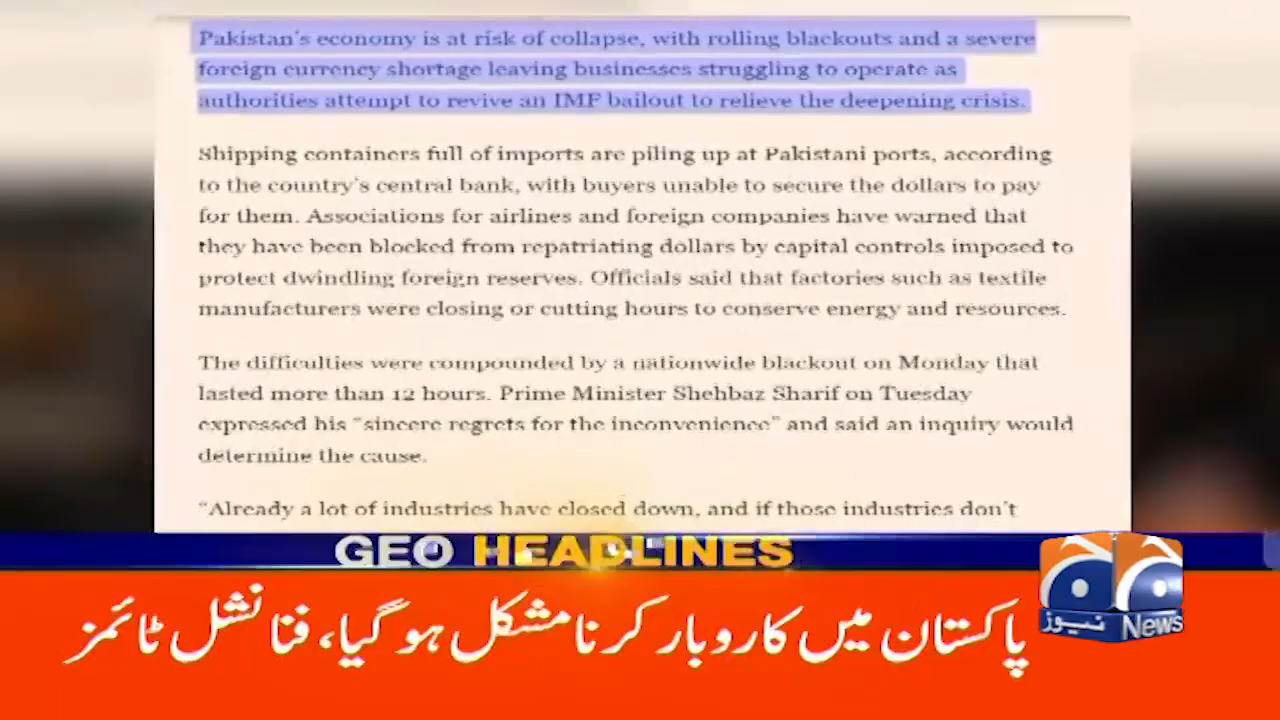 Pakistan's economy is at risk of collapse, with rolling blackouts and a severe
foreign currency shortage leaving businesses struggling to operate as
authorities attempt to revive an IMF bailout to relieve the deepening crisis.
Shipping containers full of imports are piling up at Pakistani ports, according
to the country's central bank, with buyers unable to secure the dollars to pay
for them. Associations for airlines and foreign companies have warned that
they have been blocked from repatriating dollars by capital controls imposed to
protect dwindling foreign reserves. Officials said that factories such as textile
manufacturers were closing or cutting hours to conserve energy and resources.
The difficulties were compounded by a nationwide blackout on Monday that
lasted more than 12 hours. Prime Minister Shehbaz Sharif on Tuesday
expressed his “sincere regrets for the inconvenience” and said an inquiry would
determine the cause.
“Already a lot of industries have closed down, and if those industries don't
GEO HEADLINES
پاکستان میں کاروبار کرنا مشکل ہوگیا، فنانشل ٹائمز
نیوز News